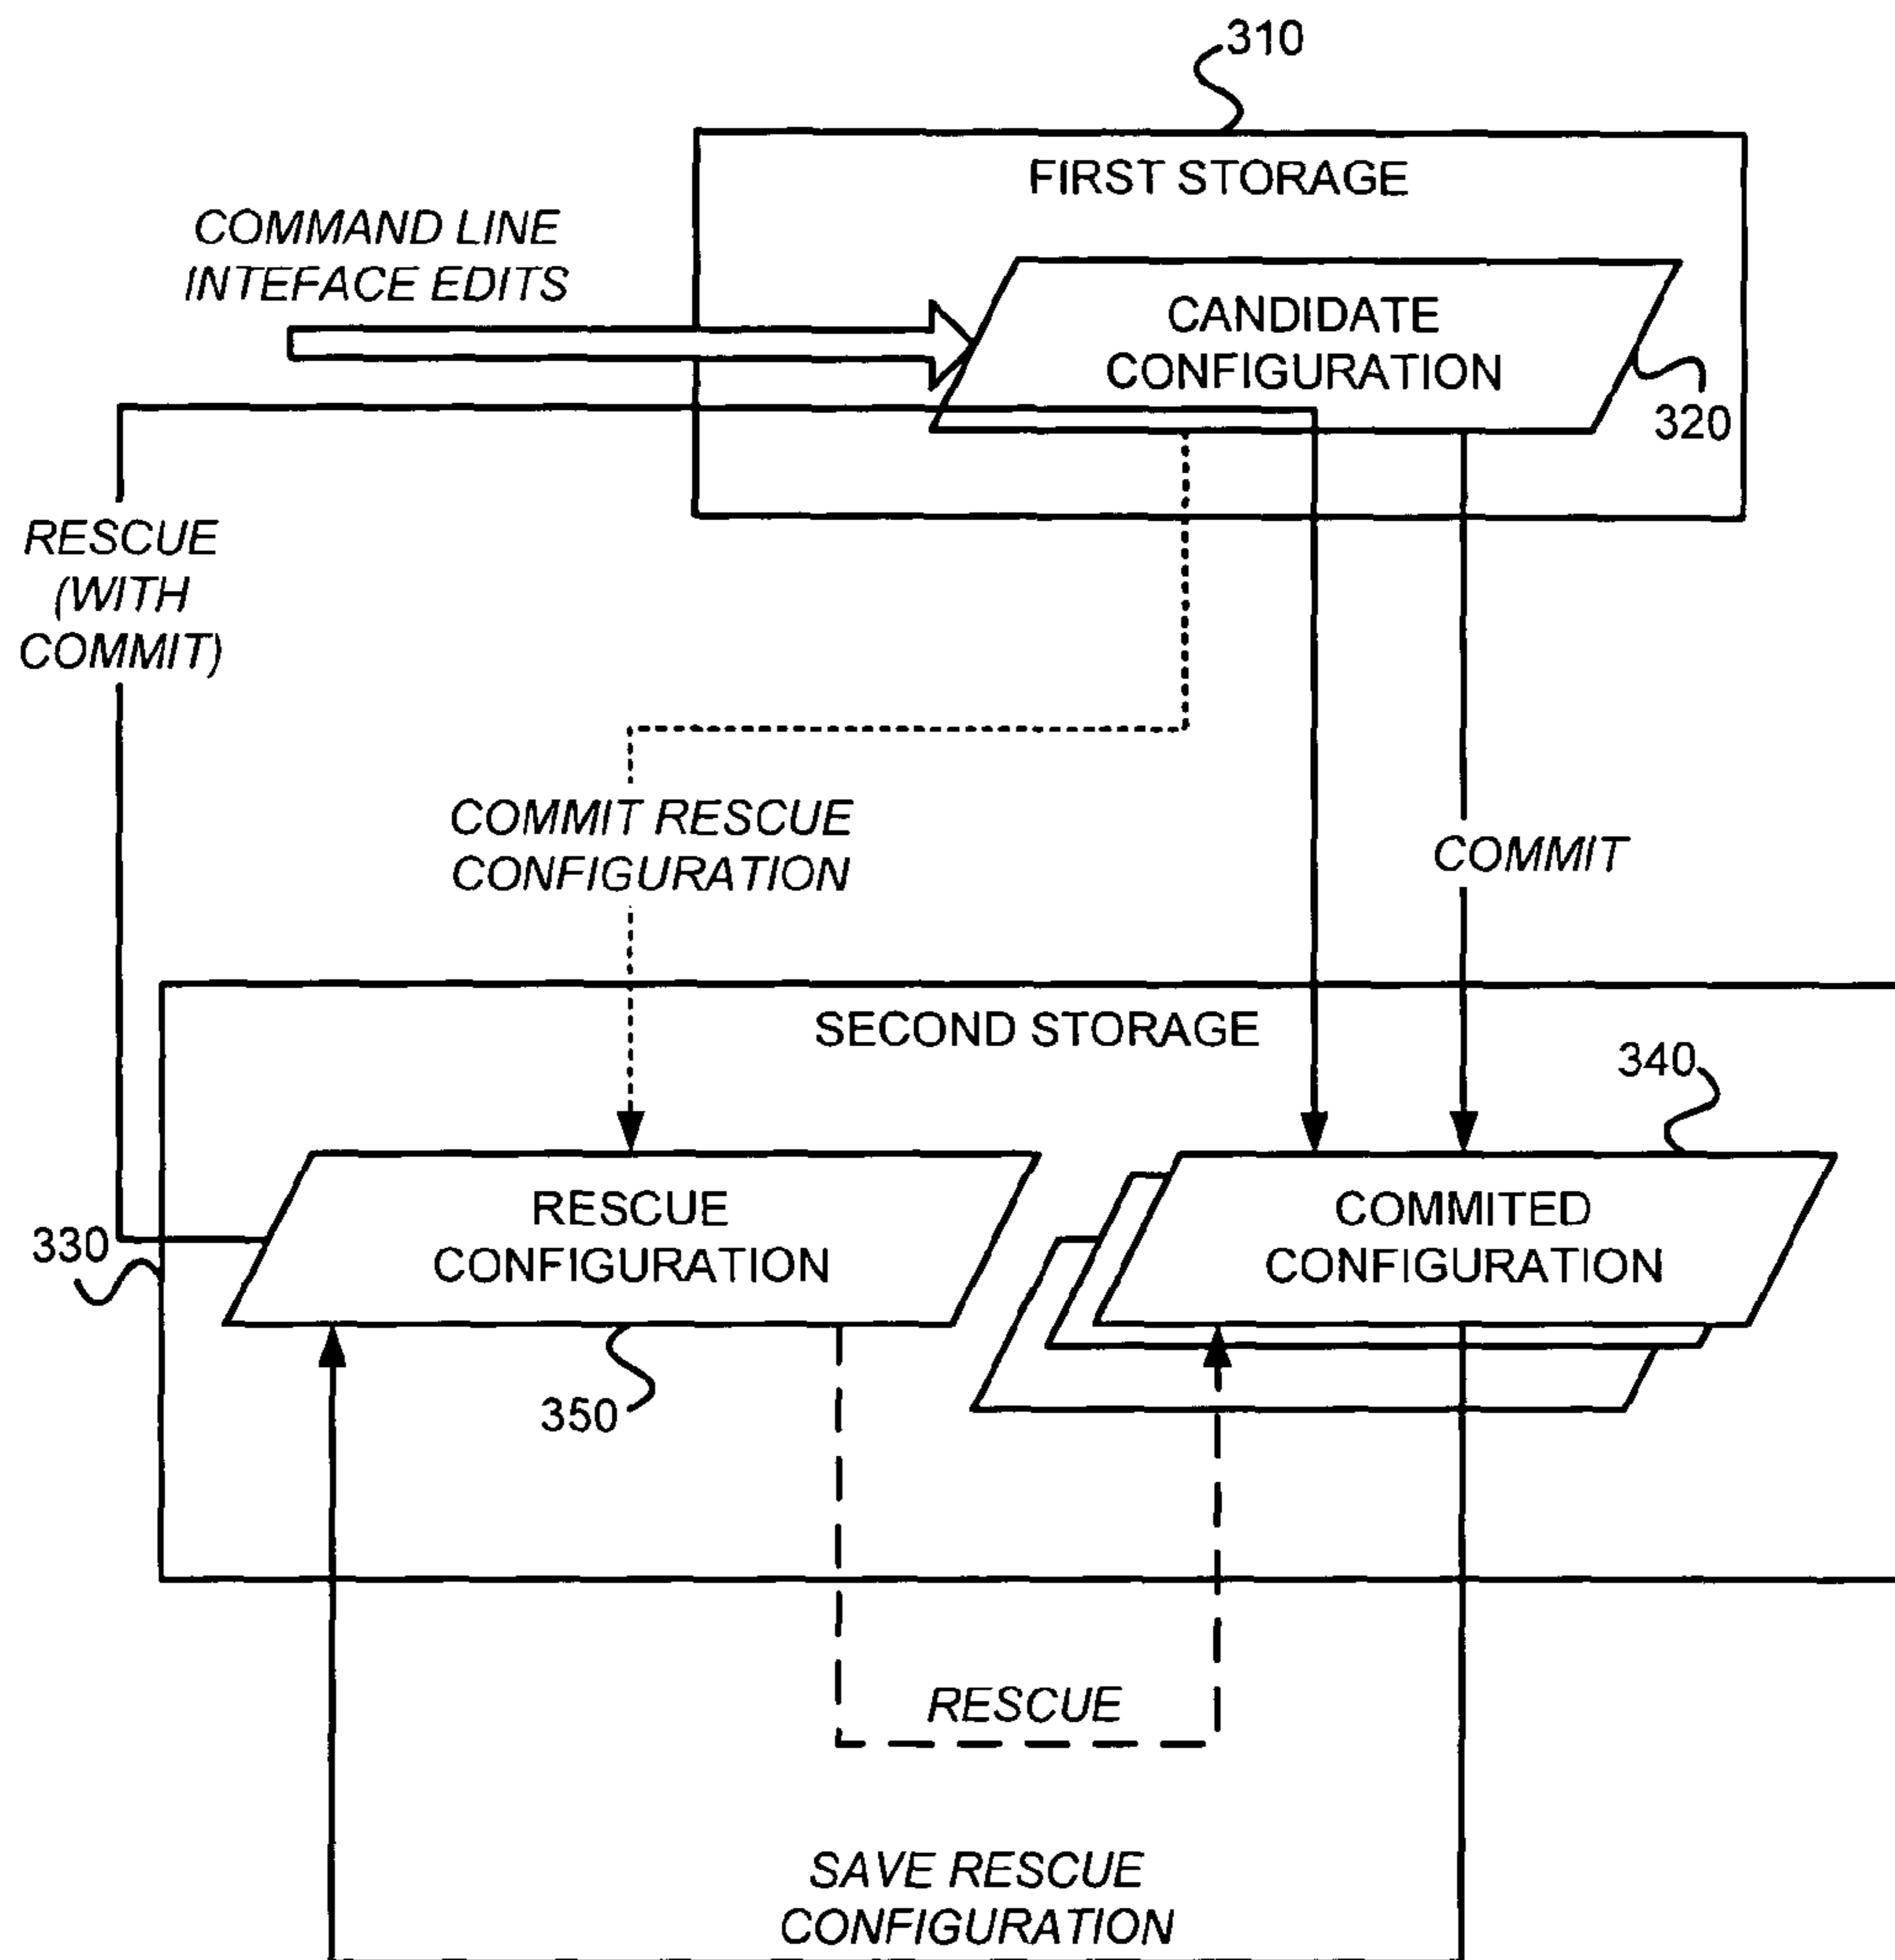 310
FIRST STORAGE
COMMAND LINE
INTEFACE EDITS
CANDIDATE
CONFIGURATION
320
RESCUE
(WITH
COMMIT)
COMMIT RESCUE
CONFIGURATION
COMMIT
SECOND STORAGE
340
RESCUE
CONFIGURATION
COMMITED
CONFIGURATION
330
350
RESCUE
SAVE RESCUE
CONFIGURATION